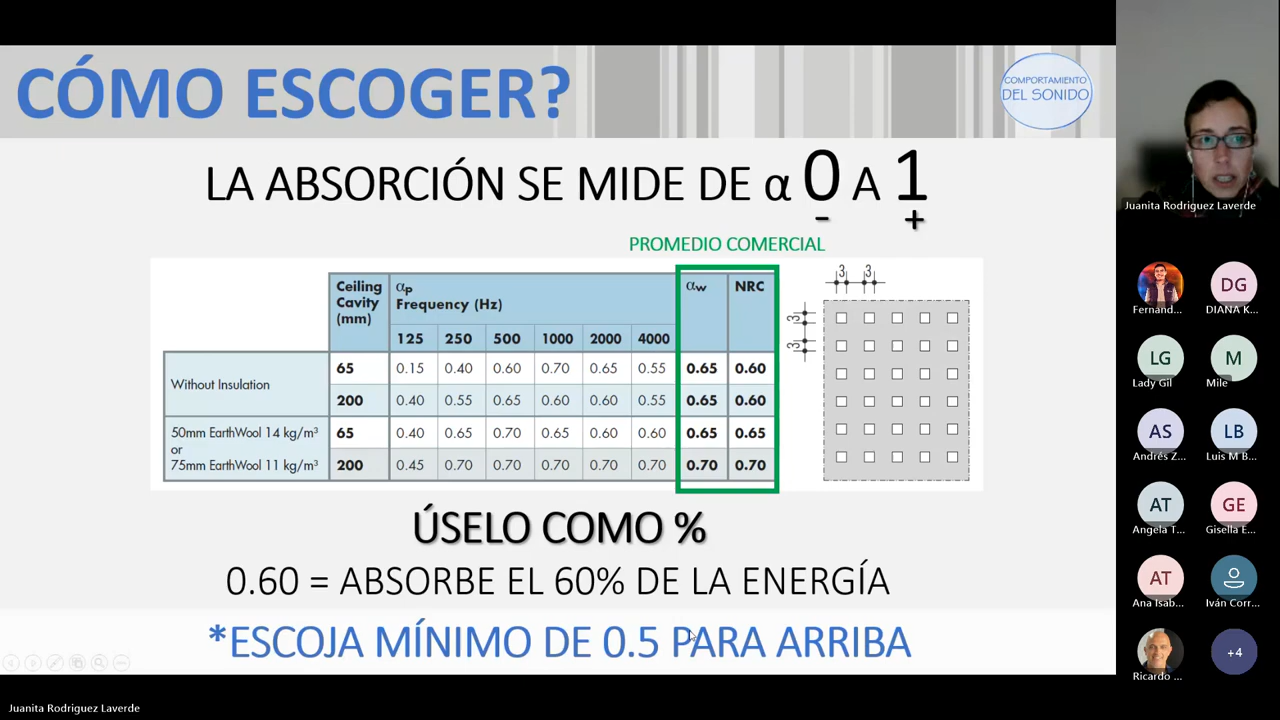 CÓMO ESCOGER?
COMPORTAMIENTO
DEL SONIDO
LA ABSORCIÓN SE MIDE DE α 0 A 1
- +
PROMEDIO COMERCIAL
Ceiling Cavity (mm) αP Frequency (Hz) αw NRC
125 250 500 1000 2000 4000
Without Insulation
65 0.15 0.40 0.60 0.70 0.65 0.55 0.65 0.60
200 0.40 0.55 0.65 0.60 0.60 0.55 0.65 0.60
50mm EarthWool 14 kg/m³
or
75mm EarthWool 11 kg/m³
65 0.40 0.65 0.70 0.65 0.60 0.60 0.65 0.65
200 0.45 0.70 0.70 0.70 0.70 0.70 0.70 0.70
3 3
3
3
ÚSELO COMO %
0.60 = ABSORBE EL 60% DE LA ENERGÍA
*ESCOJA MÍNIMO DE 0.5 PARA ARRIBA
Juanita Rodriguez Laverde
Juanita Rodriguez Laverde
Fernand...
DG
DIANA K...
LG
Lady Gil
M
Mile
AS
Andrés Z...
LB
Luis M B...
AT
Angela T...
GE
Gisella E...
AT
Ana Isab...
Iván Corr...
Ricardo ...
+4